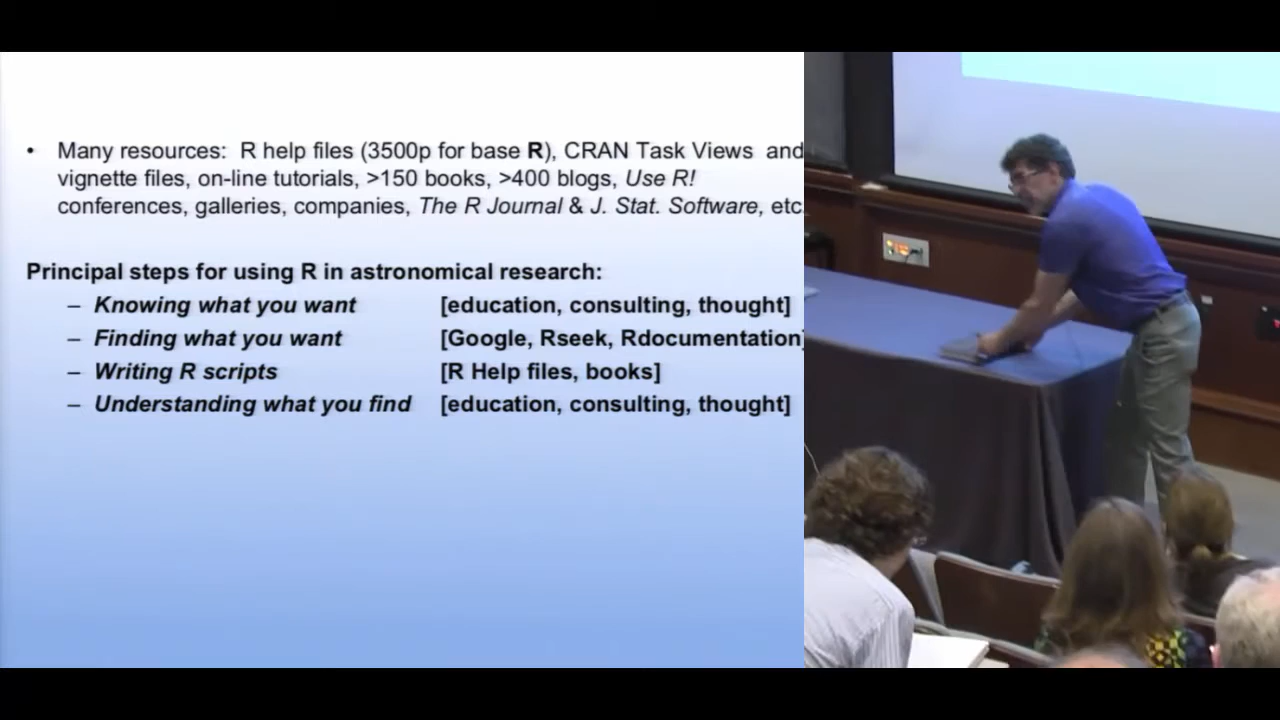 • Many resources: R help files (3500p for base R), CRAN Task Views and
vignette files, on-line tutorials, >150 books, >400 blogs, Use R!
conferences, galleries, companies, The R Journal & J. Stat. Software, etc.
Principal steps for using R in astronomical research:
– Knowing what you want [education, consulting, thought]
– Finding what you want [Google, Rseek, Rdocumentation]
– Writing R scripts [R Help files, books]
– Understanding what you find [education, consulting, thought]